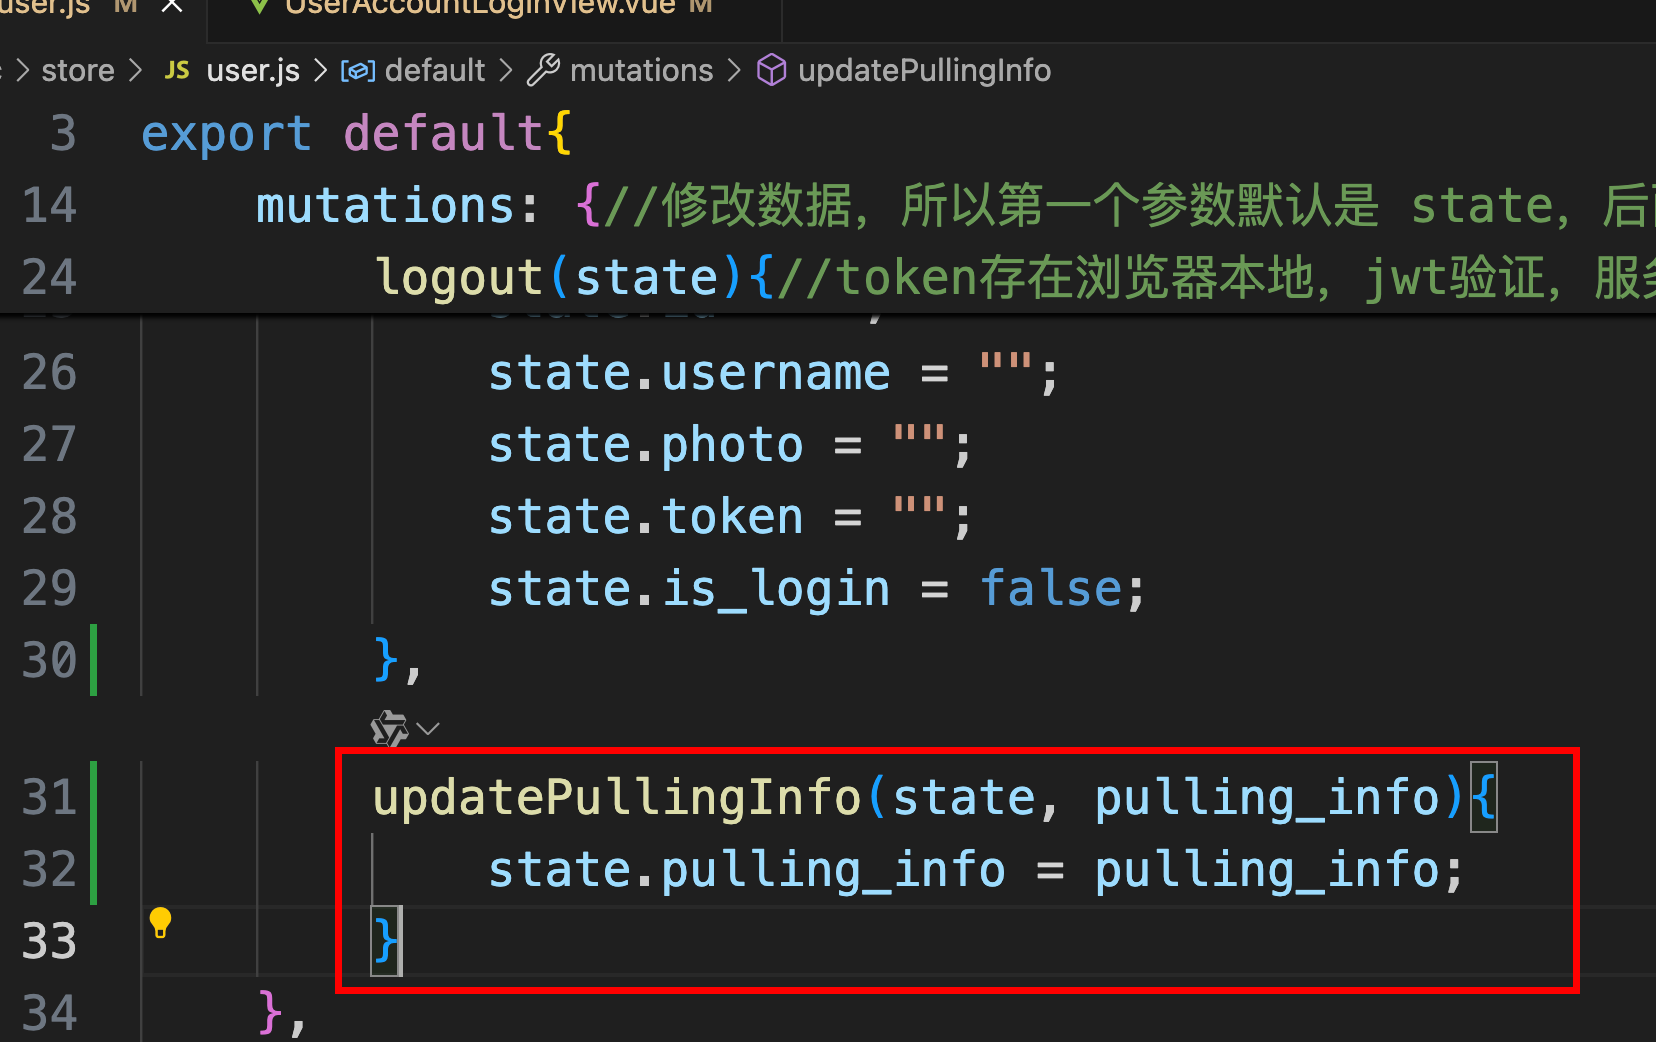 user.js M × UserAccountLoginView.vue M
> store > JS user.js > default > mutations > updatePullingInfo
3 export default{
14 mutations: {//修改数据，所以第一个参数默认是 state，后
24 logout(state){//token存在浏览器本地，jwt验证，服
26 state.username = "";
27 state.photo = "";
28 state.token = "";
29 state.is_login = false;
30 },
31 updatePullingInfo(state, pulling_info){
32 state.pulling_info = pulling_info;
33 }
34 },